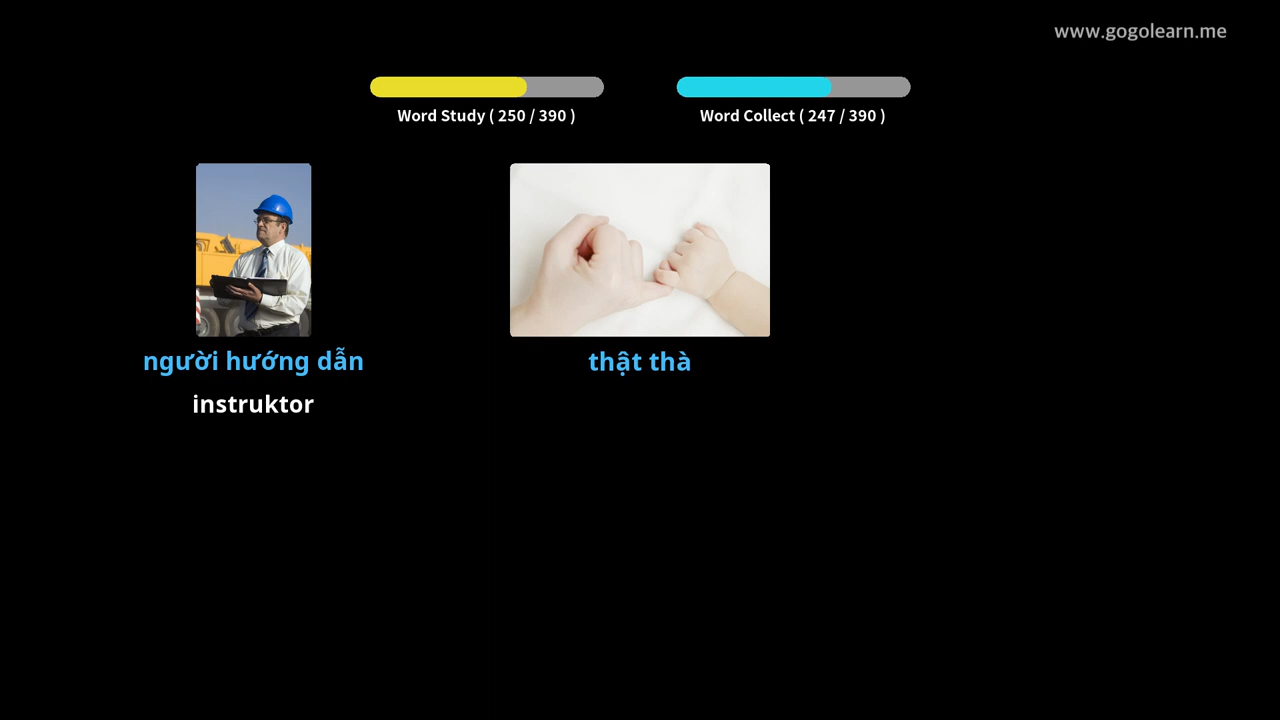 www.gogolearn.me
Word Study ( 250 / 390 )
Word Collect ( 247 / 390 )
người hướng dẫn
thật thà
instruktor